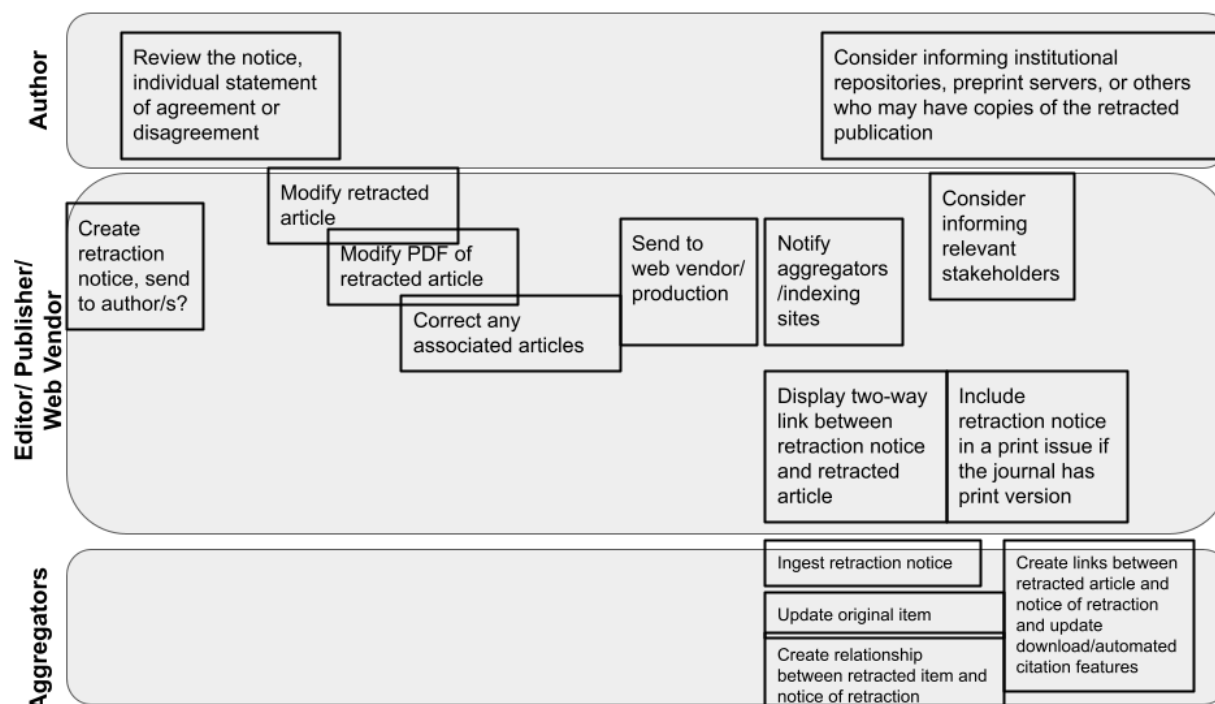 Author
Review the notice,
individual statement
of agreement or
disagreement
Consider informing institutional
repositories, preprint servers, or others
who may have copies of the retracted
publication
Editor/ Publisher/
Web Vendor
Create
retraction
notice, send
to author/s?
Modify retracted
article
Modify PDF of
retracted article
Correct any
associated articles
Send to
web vendor/
production
Notify
aggregators
/indexing
sites
Consider
informing
relevant
stakeholders
Display two-way
link between
retraction notice
and retracted
article
Include
retraction notice
in a print issue if
the journal has
print version
Aggregators
Ingest retraction notice
Update original item
Create relationship
between retracted item and
notice of retraction
Create links between
retracted article and
notice of retraction
and update
download/automated
citation features